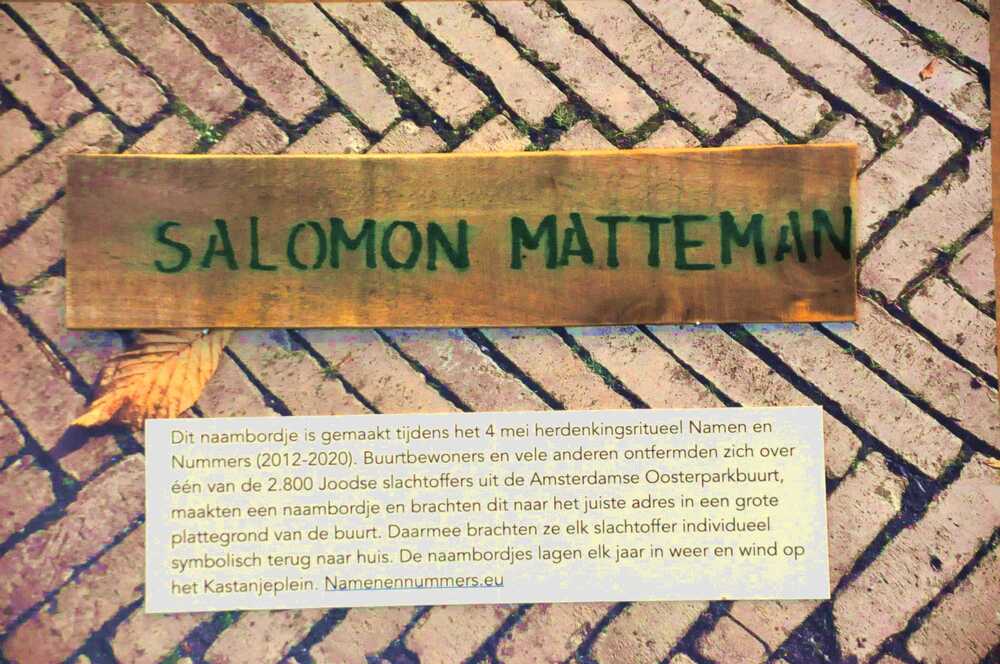 SALOMON MATTEMAN
Dit naambordje is gemaakt tijdens het 4 mei herdenkingsritueel Namen en
Nummers (2012-2020). Buurtbewoners en vele anderen ontfermden zich over
één van de 2.800 Joodse slachtoffers uit de Amsterdamse Oosterparkbuurt,
maakten een naambordje en brachten dit naar het juiste adres in een grote
plattegrond van de buurt. Daarmee brachten ze elk slachtoffer individueel
symbolisch terug naar huis. De naambordjes lagen elk jaar in weer en wind op
het Kastanjeplein. Namenennummers.eu